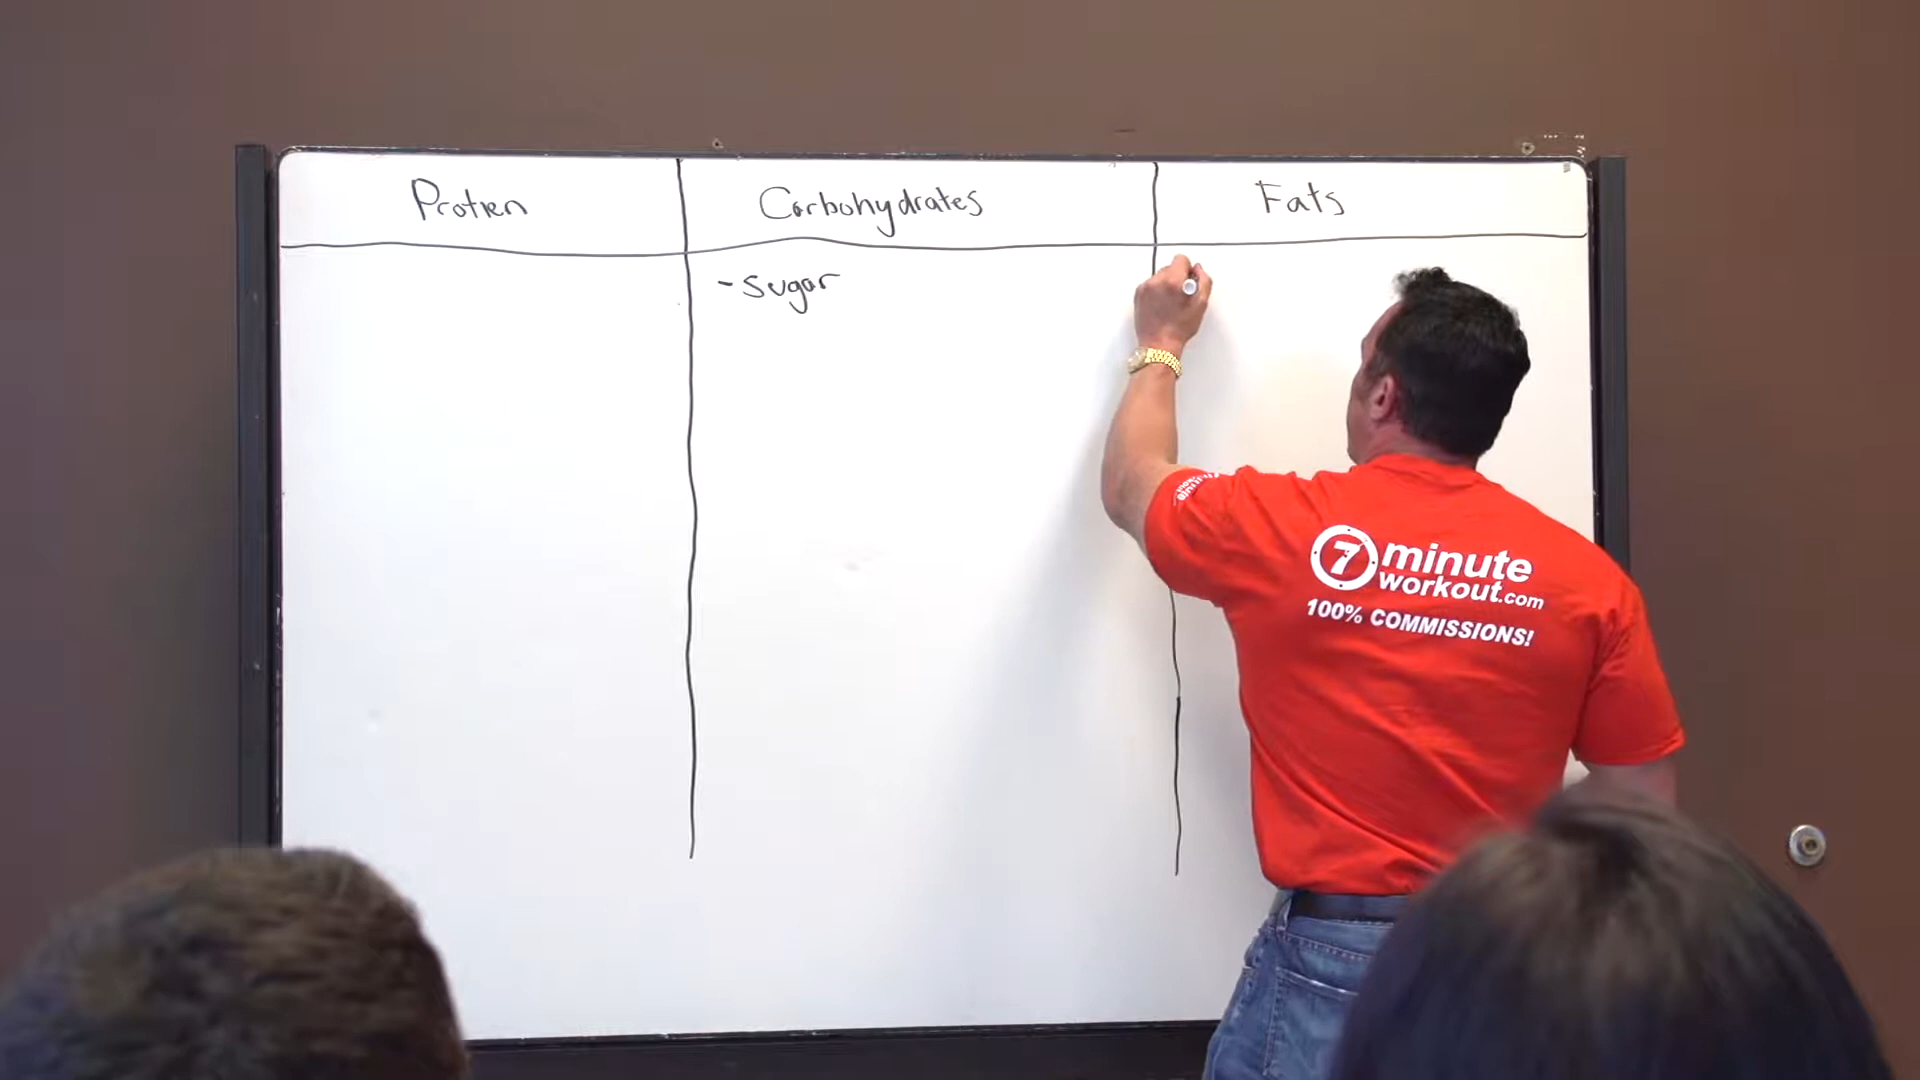 Protien
Carbohydrates
Fats
- Sugar
7 minute
workout.com
100% COMMISSIONS!